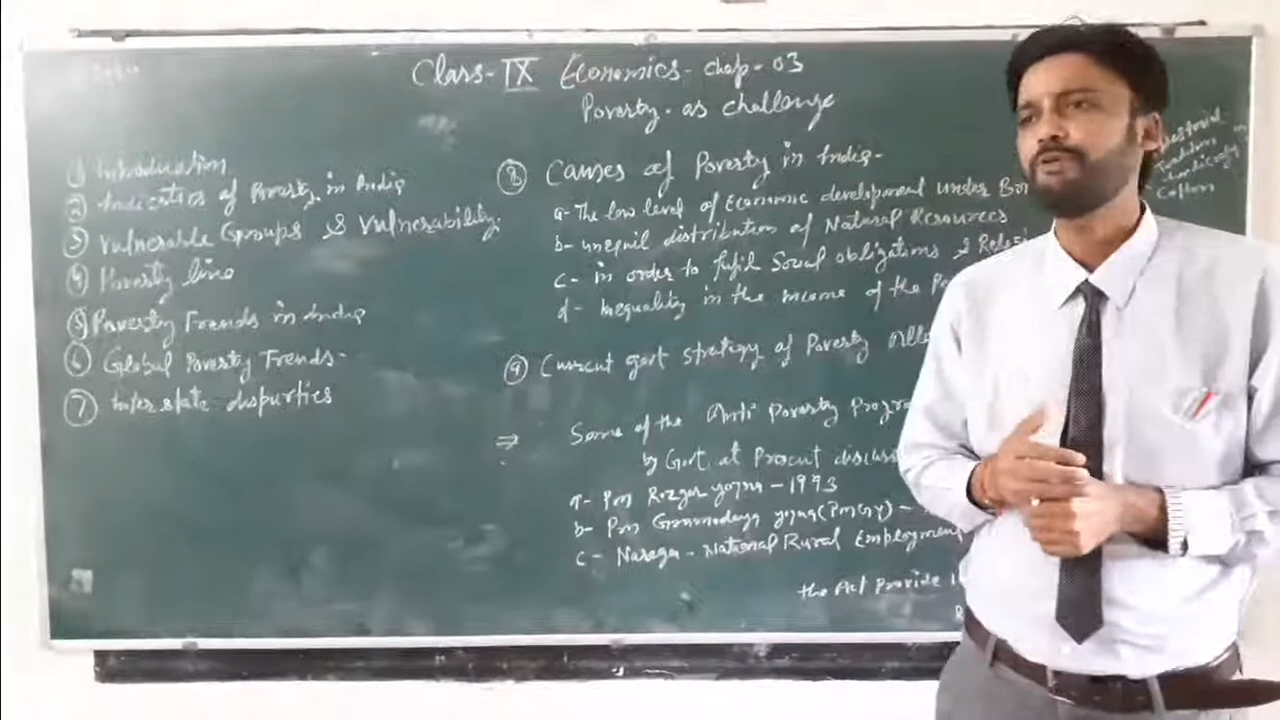 Class-IX Economics- chap-03
Poverty-as challenge
① Introduction
② Indicators of Poverty in India
③ Vulnerable Groups & Vulnerability.
④ Poverty line
⑤ Poverty Trends in India
⑥ Global Poverty Trends-
⑦ Inter state dispurties
⑧ Causes of Poverty in India-
a-The low level of Economic development under
b- unequil distribution of Natural Resources
c- in order to fulfil Social obligations &
d- Inequality in the income of the
⑨ Current govt strategy of Poverty
⇒ Some of the Anti Poverty
by Govt. at Present
a- Pm Rozgar yojna-1993
b- Pm Gramodaya yojna(PmGY)-
c- Narega-National Rural Employment
the Act Provide
Cotton